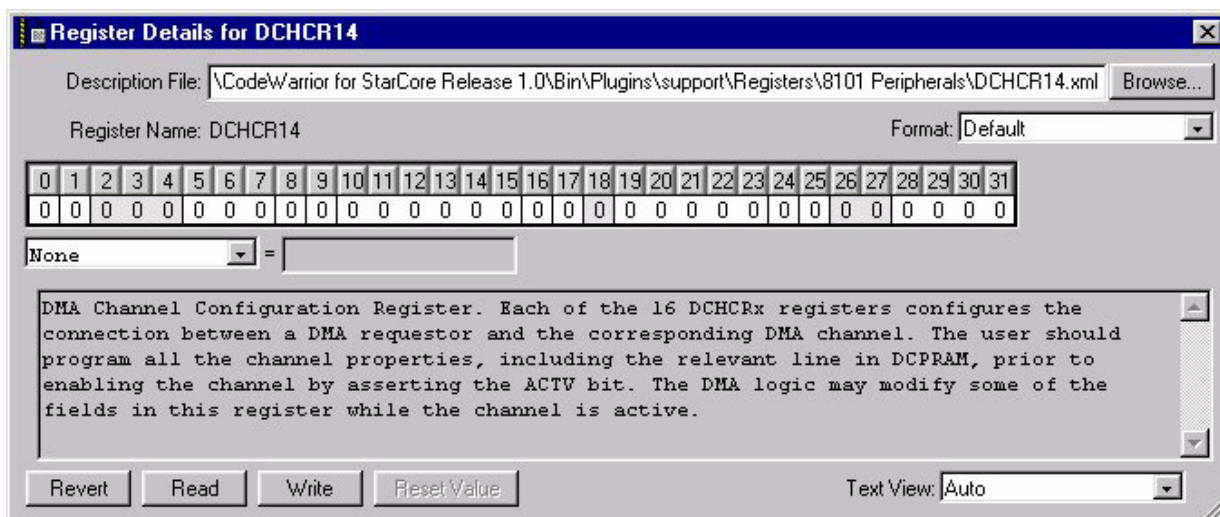 Register Details for DCHCR14
Description File: \CodeWarrior for StarCore Release 1.0\Bin\Plugins\support\Registers\8101 Peripherals\DCHCR14.xml Browse...
Register Name: DCHCR14 Format: Default
0 1 2 3 4 5 6 7 8 9 10 11 12 13 14 15 16 17 18 19 20 21 22 23 24 25 26 27 28 29 30 31
0 0 0 0 0 0 0 0 0 0 0 0 0 0 0 0 0 0 0 0 0 0 0 0 0 0 0 0 0 0 0 0
None =
DMA Channel Configuration Register. Each of the 16 DCHCRx registers configures the
connection between a DMA requestor and the corresponding DMA channel. The user should
program all the channel properties, including the relevant line in DCPRAM, prior to
enabling the channel by asserting the ACTV bit. The DMA logic may modify some of the
fields in this register while the channel is active.
Revert Read Write Reset Value Text View: Auto